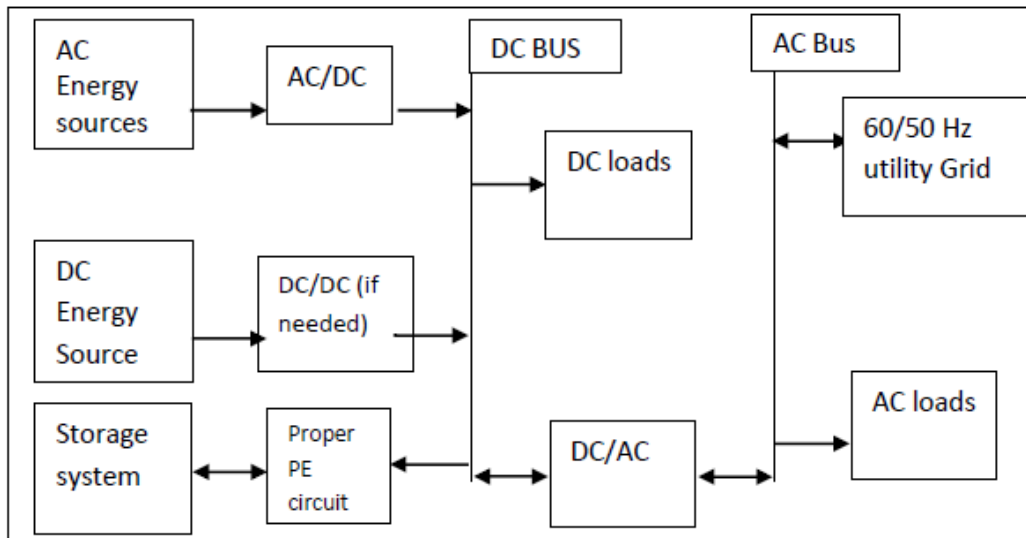 AC
Energy
sources
AC/DC
DC BUS
AC Bus
DC loads
60/50 Hz
utility Grid
DC
Energy
Source
DC/DC (if
needed)
Storage
system
Proper
PE
circuit
DC/AC
AC loads